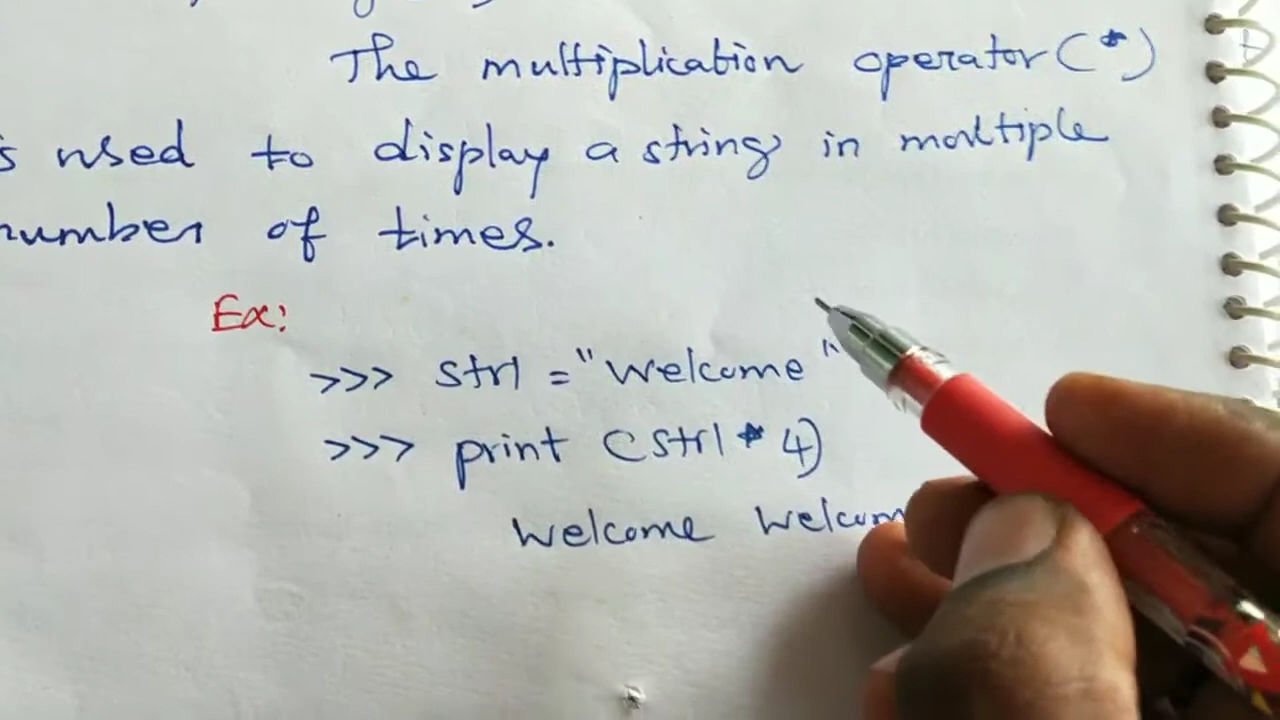 The multiplication operator (*)
s used to display a string in multiple
number of times.
Ex:
>>> str1 = "Welcome"
>>> print (str1 * 4)
Welcome Welcom